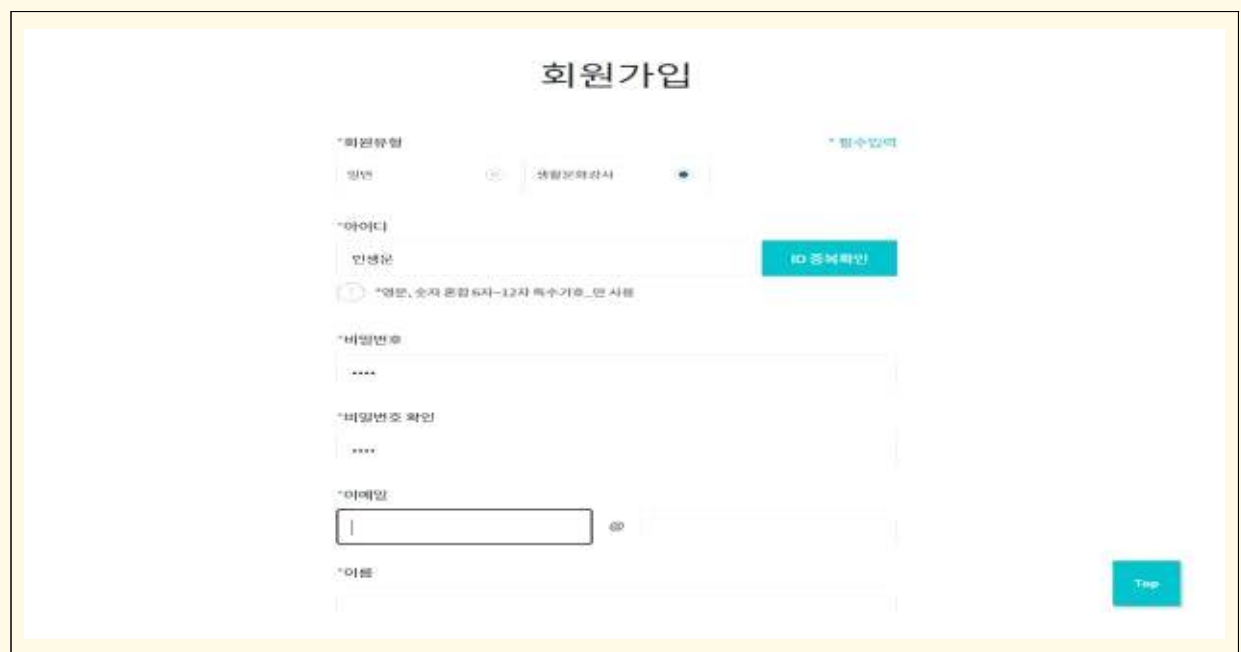 회원가입
*회원유형 * 필수입력
일반 생활문화강사
*아이디
인생문 ID 중복확인
! *영문, 숫자 혼합 6자~12자 특수기호_만 사용
*비밀번호
••••
*비밀번호 확인
••••
*이메일
@
*이름
Top